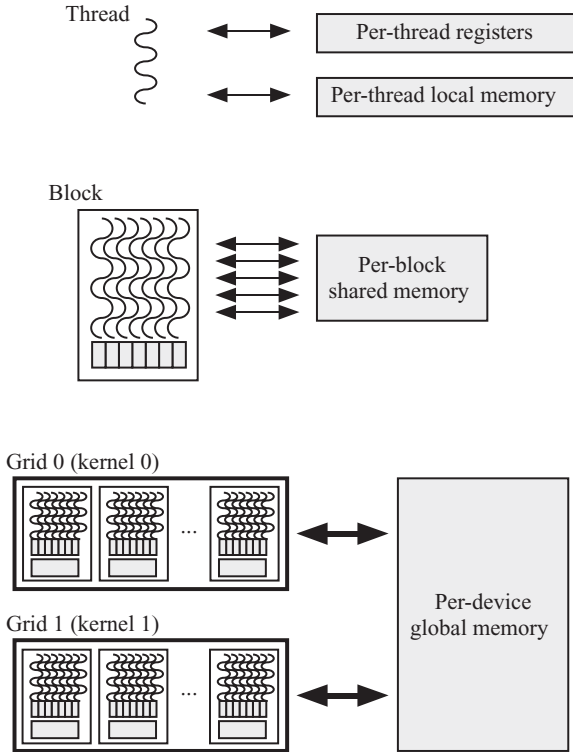 Thread
Per-thread registers
Per-thread local memory
Block
Per-block
shared memory
Grid 0 (kernel 0)
...
Grid 1 (kernel 1)
...
Per-device
global memory